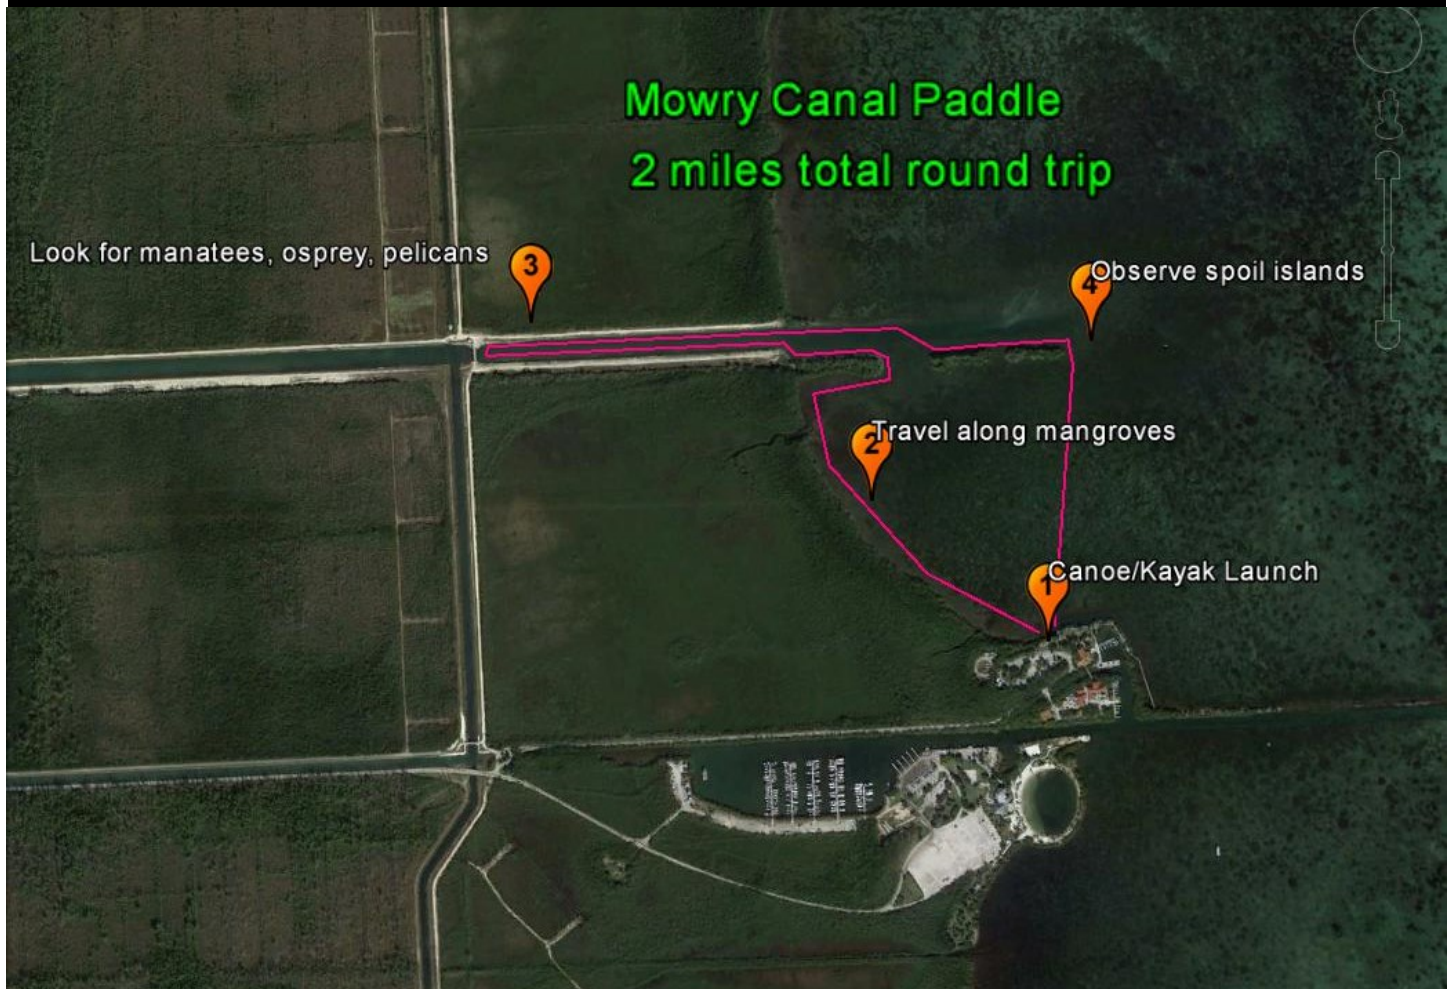 Mowry Canal Paddle
2 miles total round trip
Look for manatees, osprey, pelicans
3
4
Observe spoil islands
2
Travel along mangroves
1
Canoe/Kayak Launch